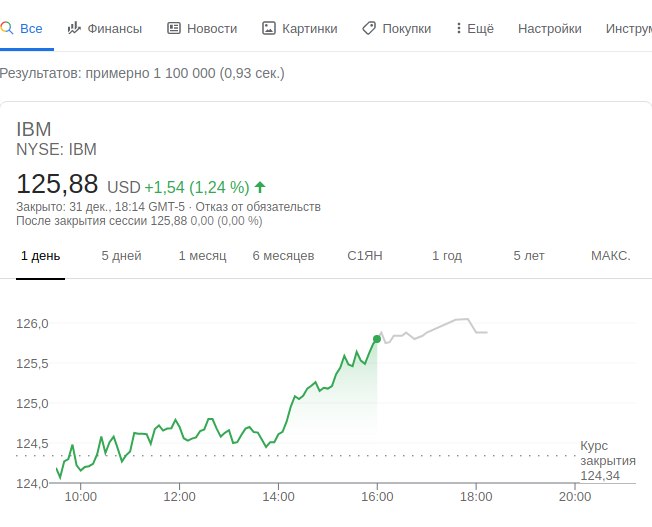 Все Финансы Новости Картинки Покупки Ещё Настройки Инструм
Результатов: примерно 1 100 000 (0,93 сек.)
IBM
NYSE: IBM
125,88 USD +1,54 (1,24 %)
Закрыто: 31 дек., 18:14 GMT-5 · Отказ от обязательств
После закрытия сессии 125,88 0,00 (0,00 %)
1 день 5 дней 1 месяц 6 месяцев С1ЯН 1 год 5 лет МАКС.
126,0
125,5
125,0
124,5
Курс
закрытия
124,34
124,0
10:00 12:00 14:00 16:00 18:00 20:00